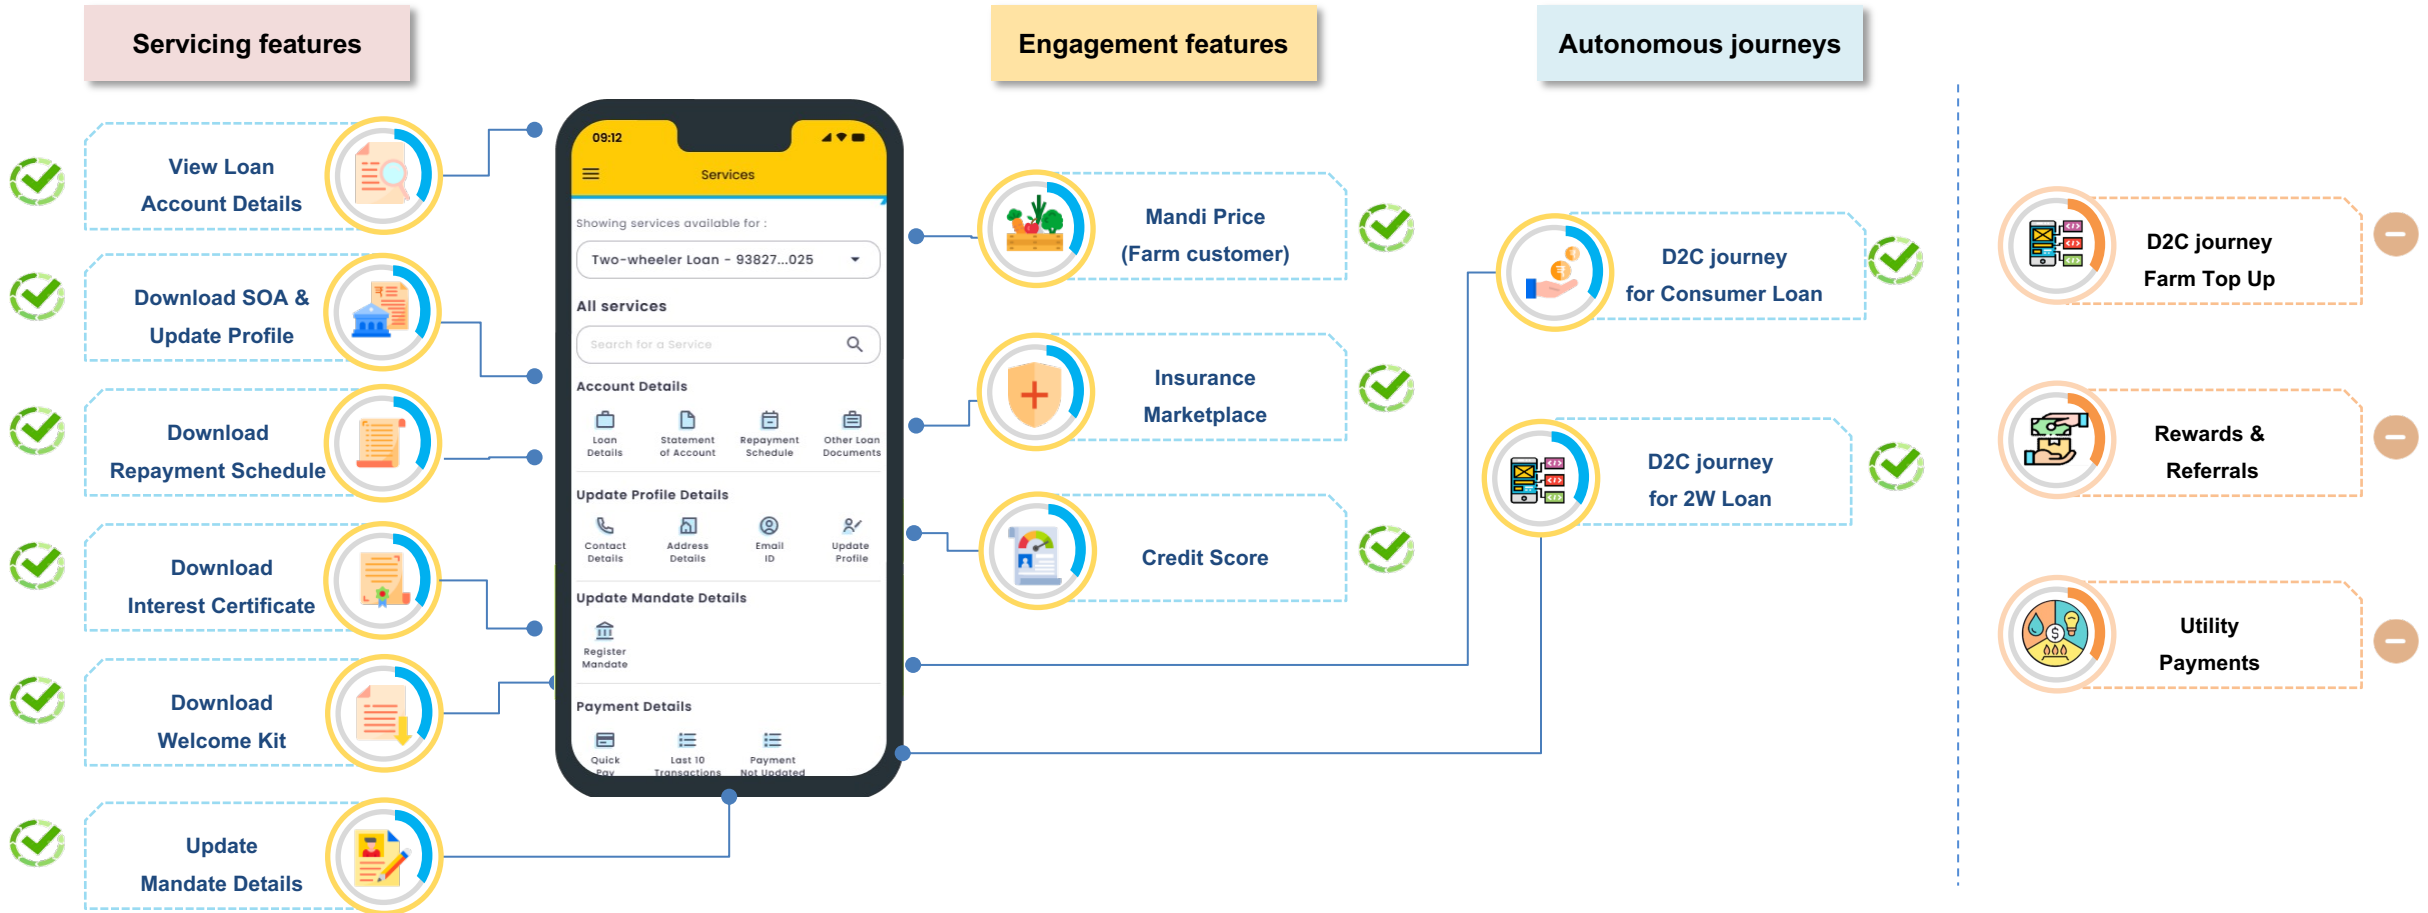 Servicing features
Engagement features
Autonomous journeys
View Loan
Account Details
Download SOA &
Update Profile
Download
Repayment Schedule
Download
Interest Certificate
Download
Welcome Kit
Update
Mandate Details
09:12
Services
Showing services available for :
Two-wheeler Loan - 93827...025
All services
Search for a Service
Account Details
Loan
Details
Statement
of Account
Repayment
Schedule
Other Loan
Documents
Update Profile Details
Contact
Details
Address
Details
Email
ID
Update
Profile
Update Mandate Details
Register
Mandate
Payment Details
Quick
Pay
Last 10
Transactions
Payment
Not Updated
Mandi Price
(Farm customer)
Insurance
Marketplace
Credit Score
D2C journey
for Consumer Loan
D2C journey
for 2W Loan
D2C journey
Farm Top Up
Rewards &
Referrals
Utility
Payments